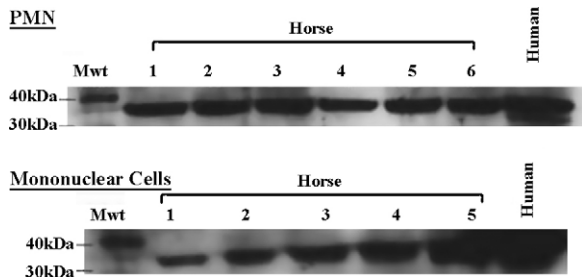 PMN
Horse
Human
Mwt 1 2 3 4 5 6
40kDa
30kDa
Mononuclear Cells
Horse
Human
Mwt 1 2 3 4 5
40kDa
30kDa